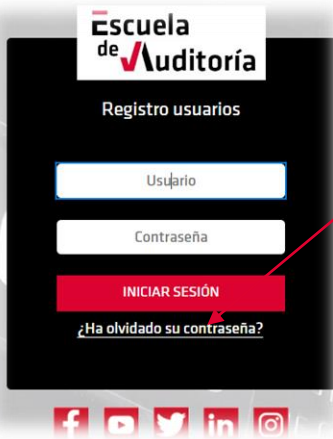 Escuela
de Auditoría
Registro usuarios
Usuario
Contraseña
INICIAR SESIÓN
¿Ha olvidado su contraseña?